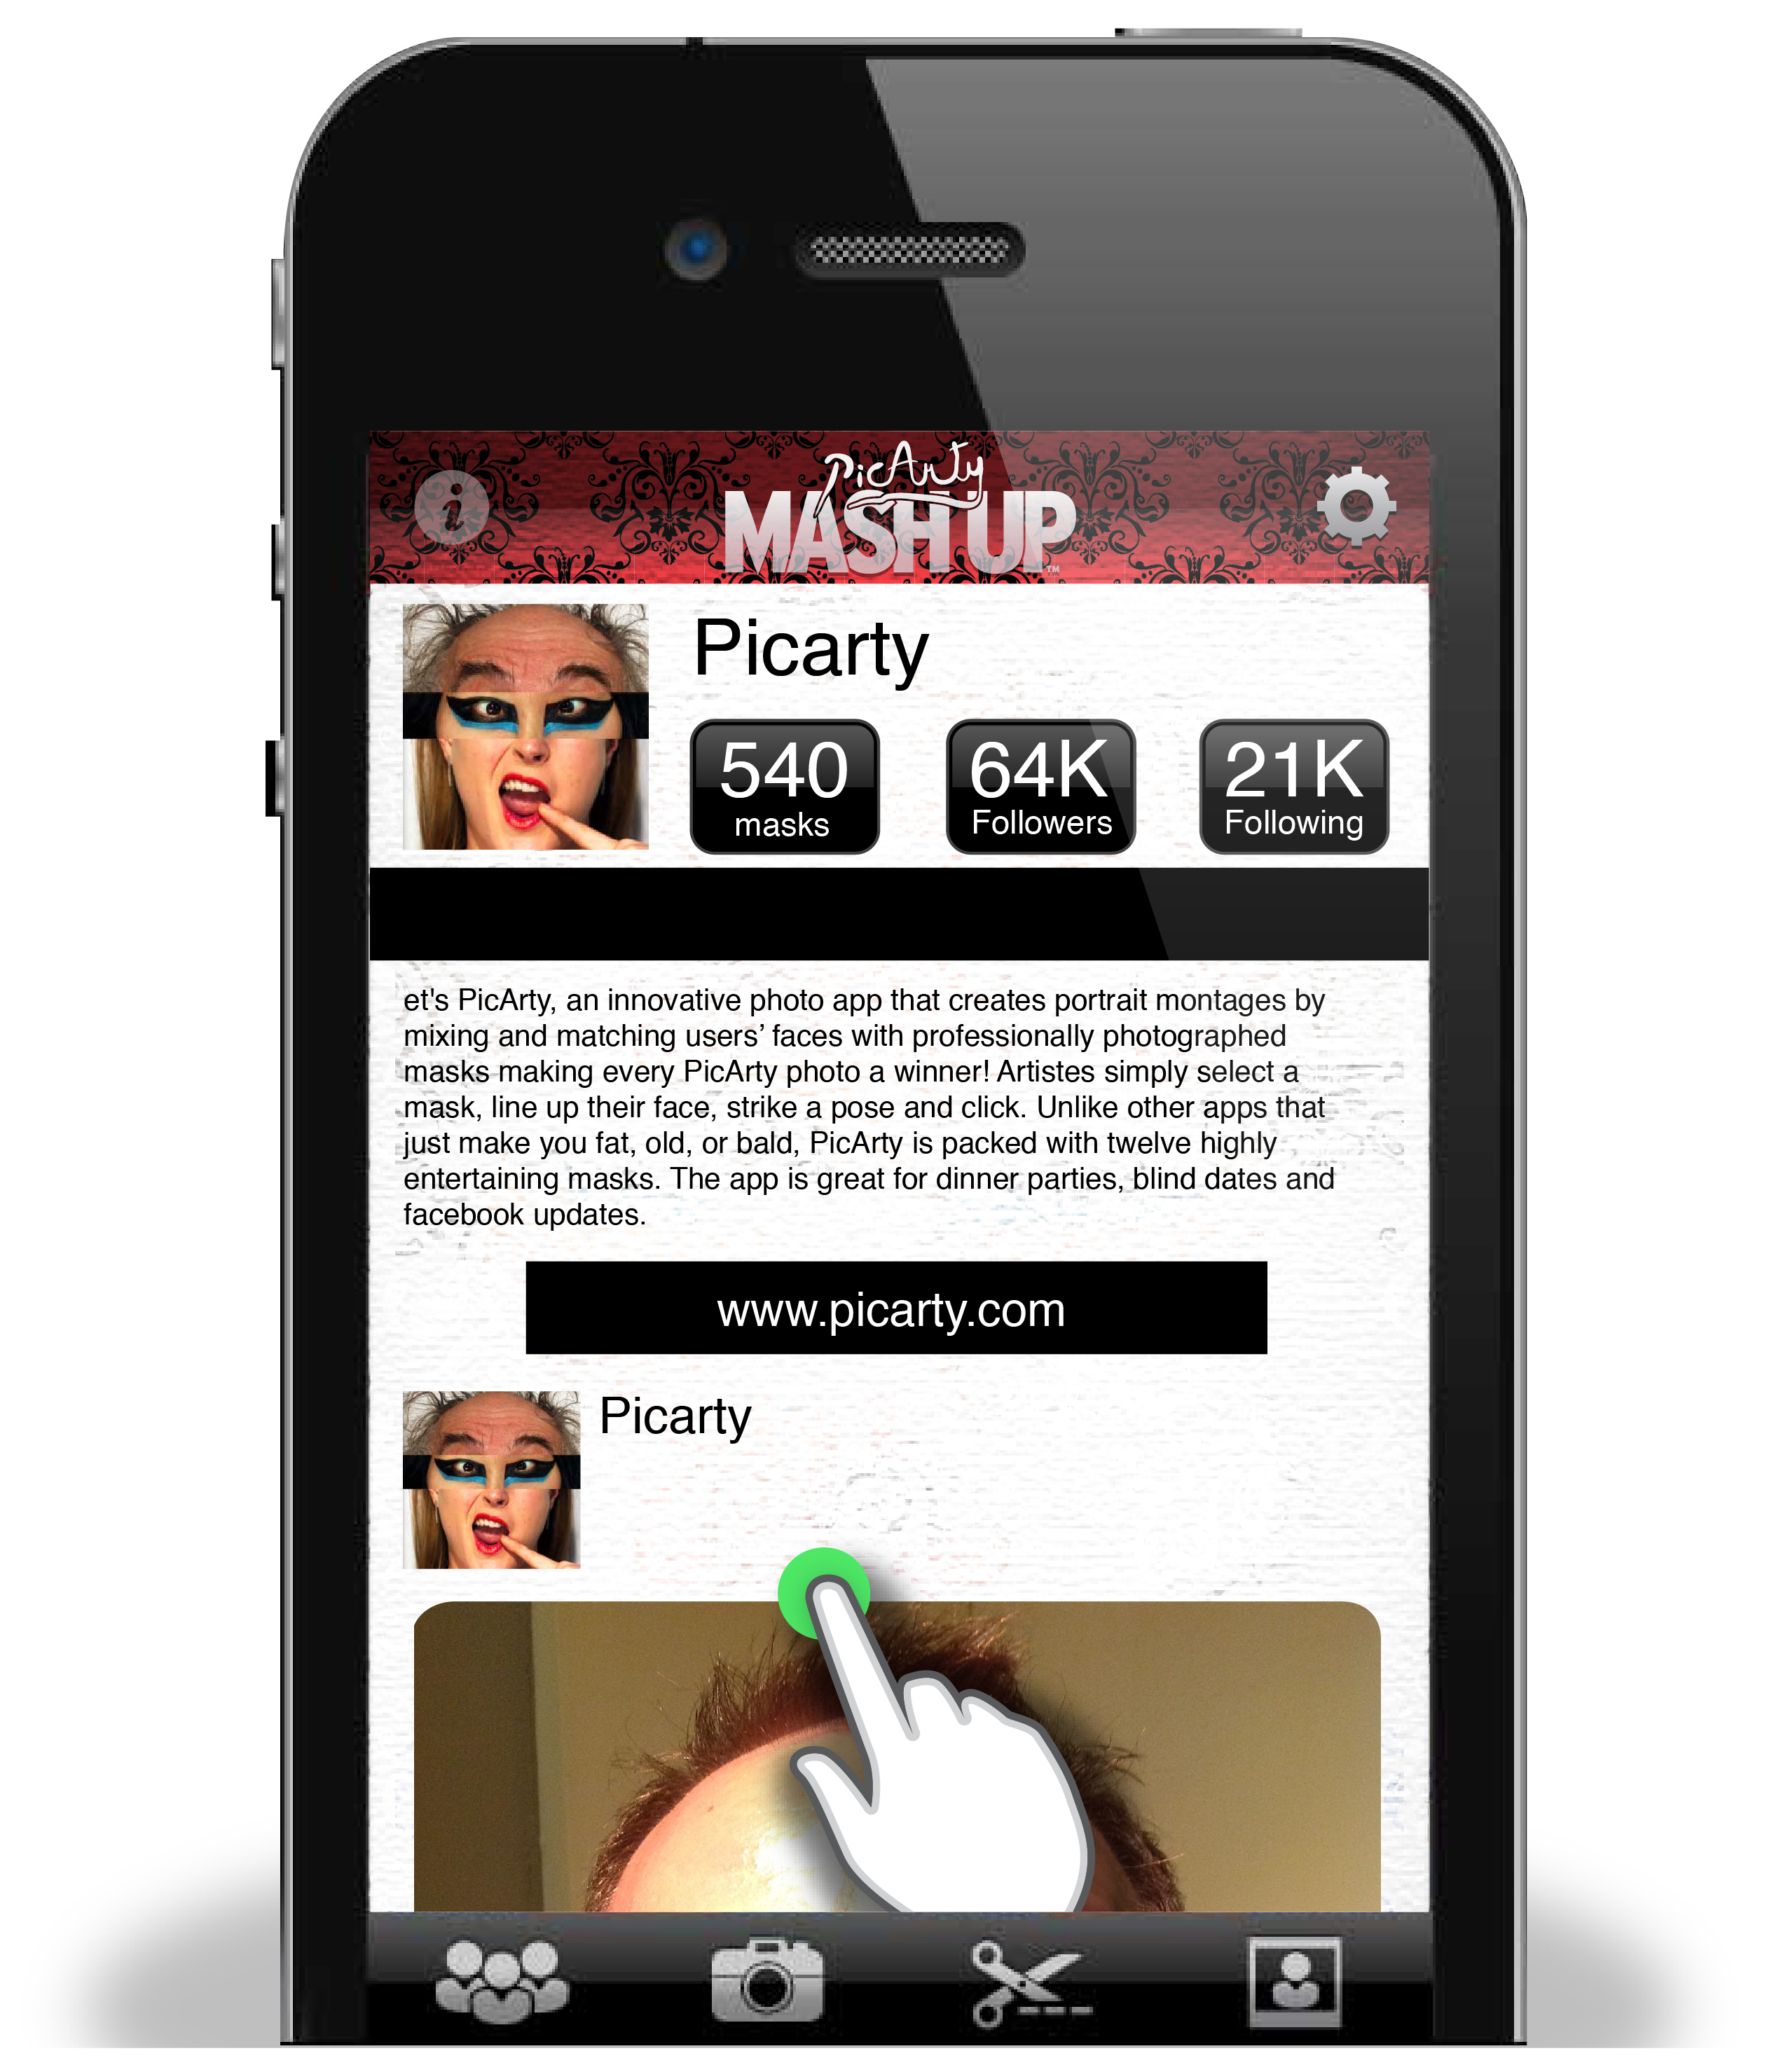 PicArty
MASH UP™
Picarty
540
masks
64K
Followers
21K
Following
et's PicArty, an innovative photo app that creates portrait montages by
mixing and matching users’ faces with professionally photographed
masks making every PicArty photo a winner! Artistes simply select a
mask, line up their face, strike a pose and click. Unlike other apps that
just make you fat, old, or bald, PicArty is packed with twelve highly
entertaining masks. The app is great for dinner parties, blind dates and
facebook updates.
www.picarty.com
Picarty